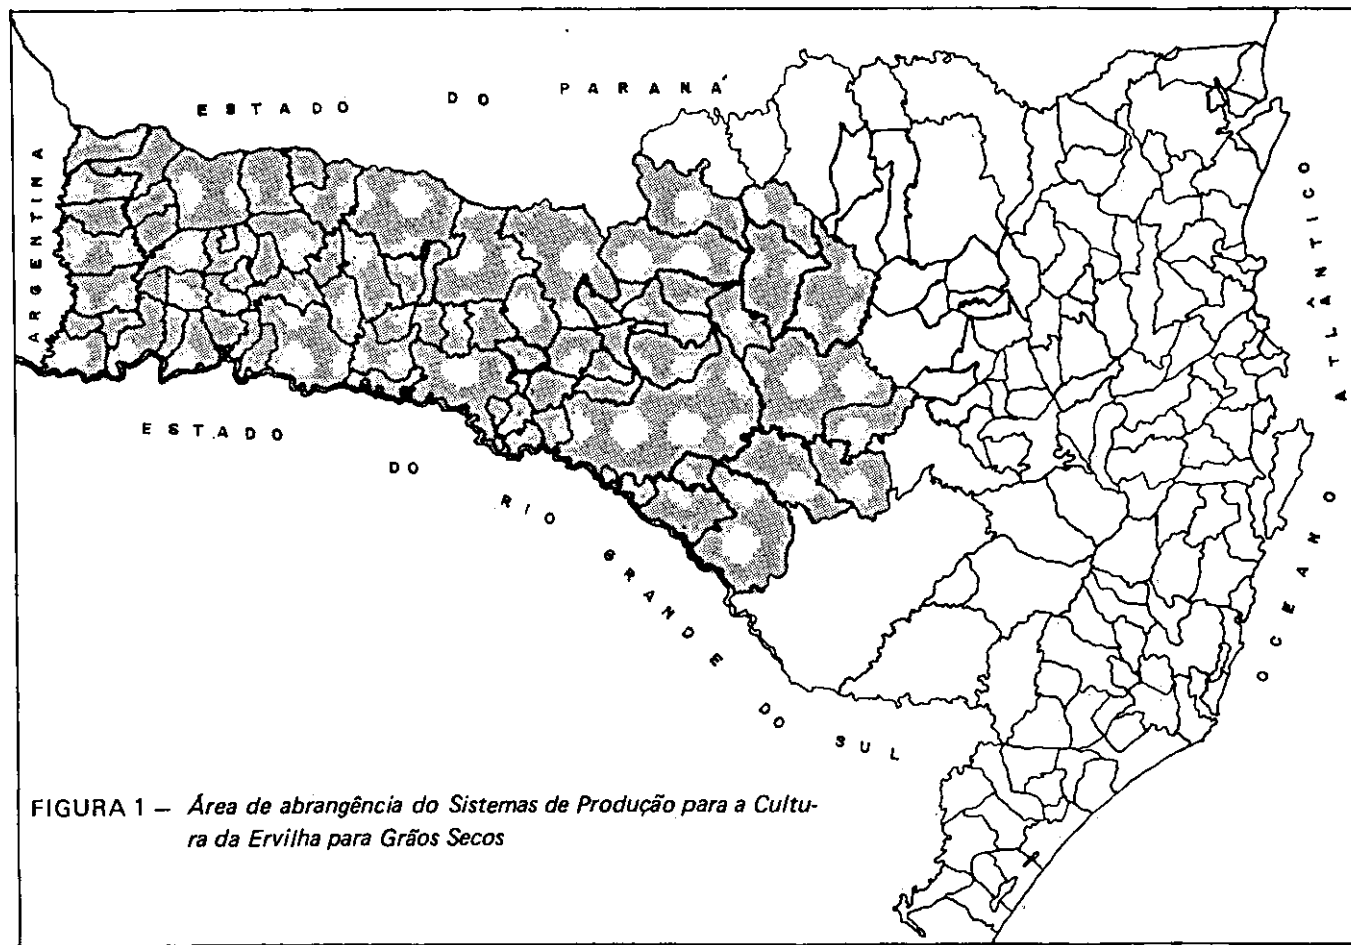 ESTADO DO PARANÁ
ARGENTINA
OCEANO ATLÂNTICO
ESTADO DO RIO GRANDE DO SUL
FIGURA 1 – Área de abrangência do Sistemas de Produção para a Cultu-
ra da Ervilha para Grãos Secos